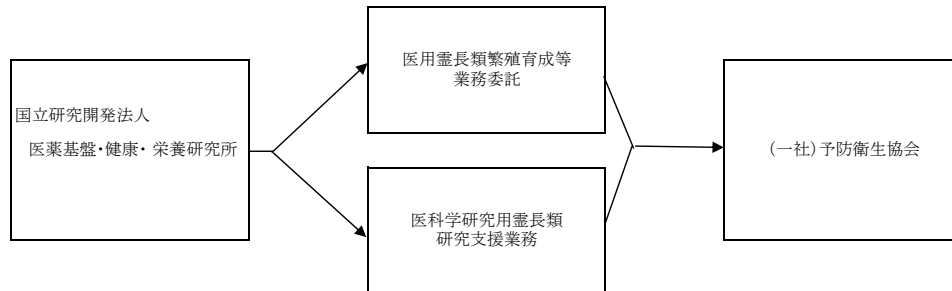 国立研究開発法人
医薬基盤・健康・栄養研究所
医用霊長類繁殖育成等
業務委託
医科学研究用霊長類
研究支援業務
(一社)予防衛生協会